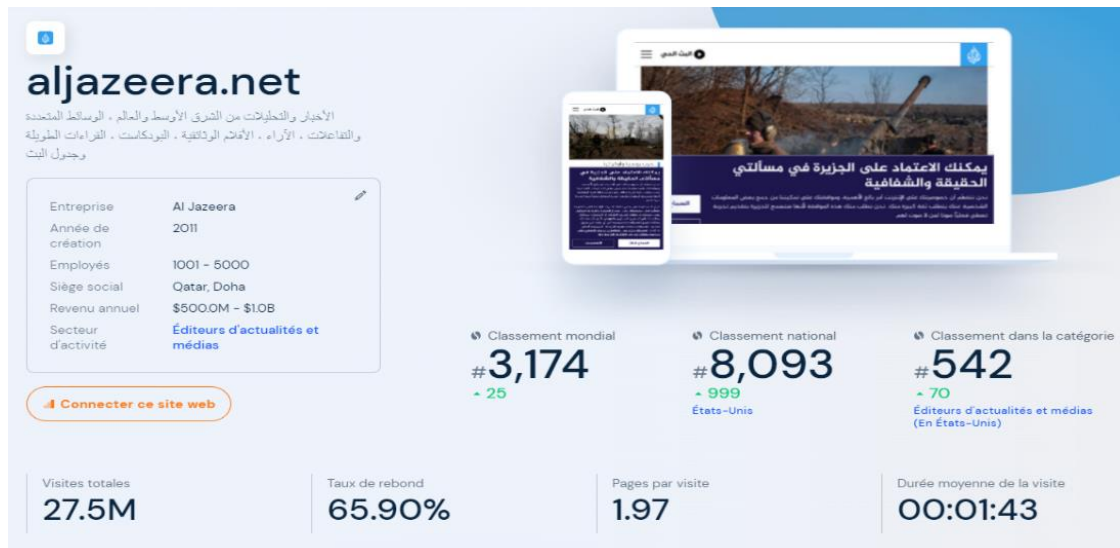 aljazeera.net
الأخبار والتحليلات من الشرق الأوسط والعالم ، الوسائط المتعددة
والتفاعلات ، الآراء ، الأفلام الوثائقية ، البودكاست ، القراءات الطويلة
وجدول البث
Entreprise Al Jazeera
Année de
création 2011
Employés 1001 - 5000
Siège social Qatar, Doha
Revenu annuel $500.0M - $1.0B
Secteur
d'activité Éditeurs d'actualités et
médias
Connecter ce site web
البث الحي
يمكنك الاعتماد على الجزيرة في مسألتي
الحقيقة والشفافية
Classement mondial
#3,174
25
Classement national
#8,093
999
États-Unis
Classement dans la catégorie
#542
70
Éditeurs d'actualités et médias
(En États-Unis)
Visites totales
27.5M
Taux de rebond
65.90%
Pages par visite
1.97
Durée moyenne de la visite
00:01:43